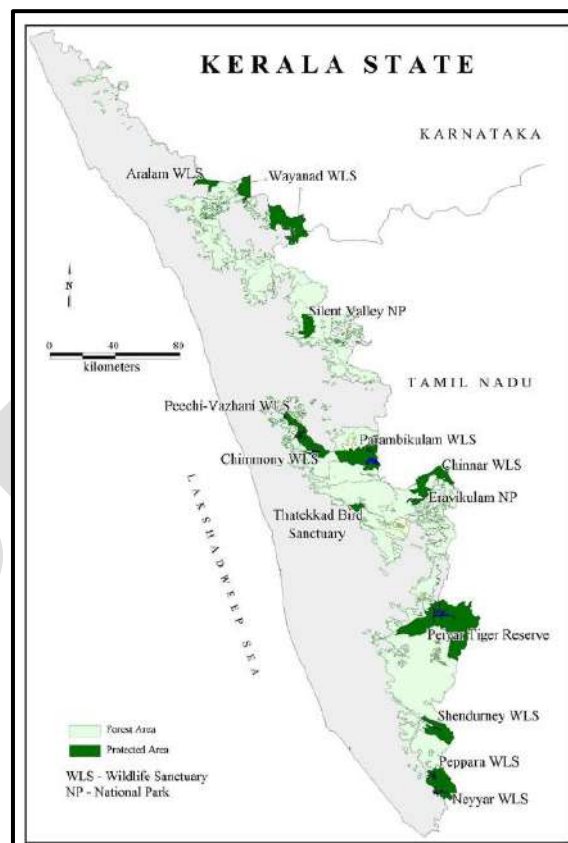 KERALA STATE
KARNATAKA
Aralam WLS
Wayanad WLS
N
Silent Valley NP
0 40 80
kilometers
TAMIL NADU
Peechi-Vazhani WLS
Parambikulam WLS
Chimmony WLS
Chinnar WLS
Eravikulam NP
Thatekkad Bird
Sanctuary
LAKSHADWEEP SEA
Periyar Tiger Reserve
Shendurney WLS
Forest Area
Protected Area
Peppara WLS
WLS - Wildlife Sanctuary
NP - National Park
Neyyar WLS